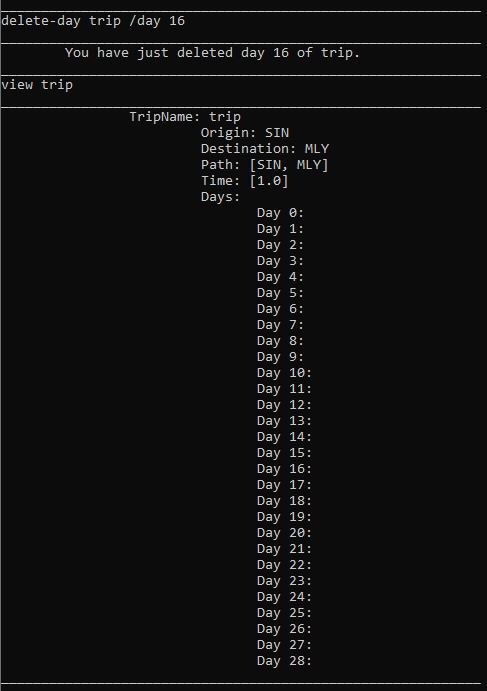 delete-day trip /day 16
You have just deleted day 16 of trip.
view trip
TripName: trip
Origin: SIN
Destination: MLY
Path: [SIN, MLY]
Time: [1.0]
Days:
Day 0:
Day 1:
Day 2:
Day 3:
Day 4:
Day 5:
Day 6:
Day 7:
Day 8:
Day 9:
Day 10:
Day 11:
Day 12:
Day 13:
Day 14:
Day 15:
Day 16:
Day 17:
Day 18:
Day 19:
Day 20:
Day 21:
Day 22:
Day 23:
Day 24:
Day 25:
Day 26:
Day 27:
Day 28: